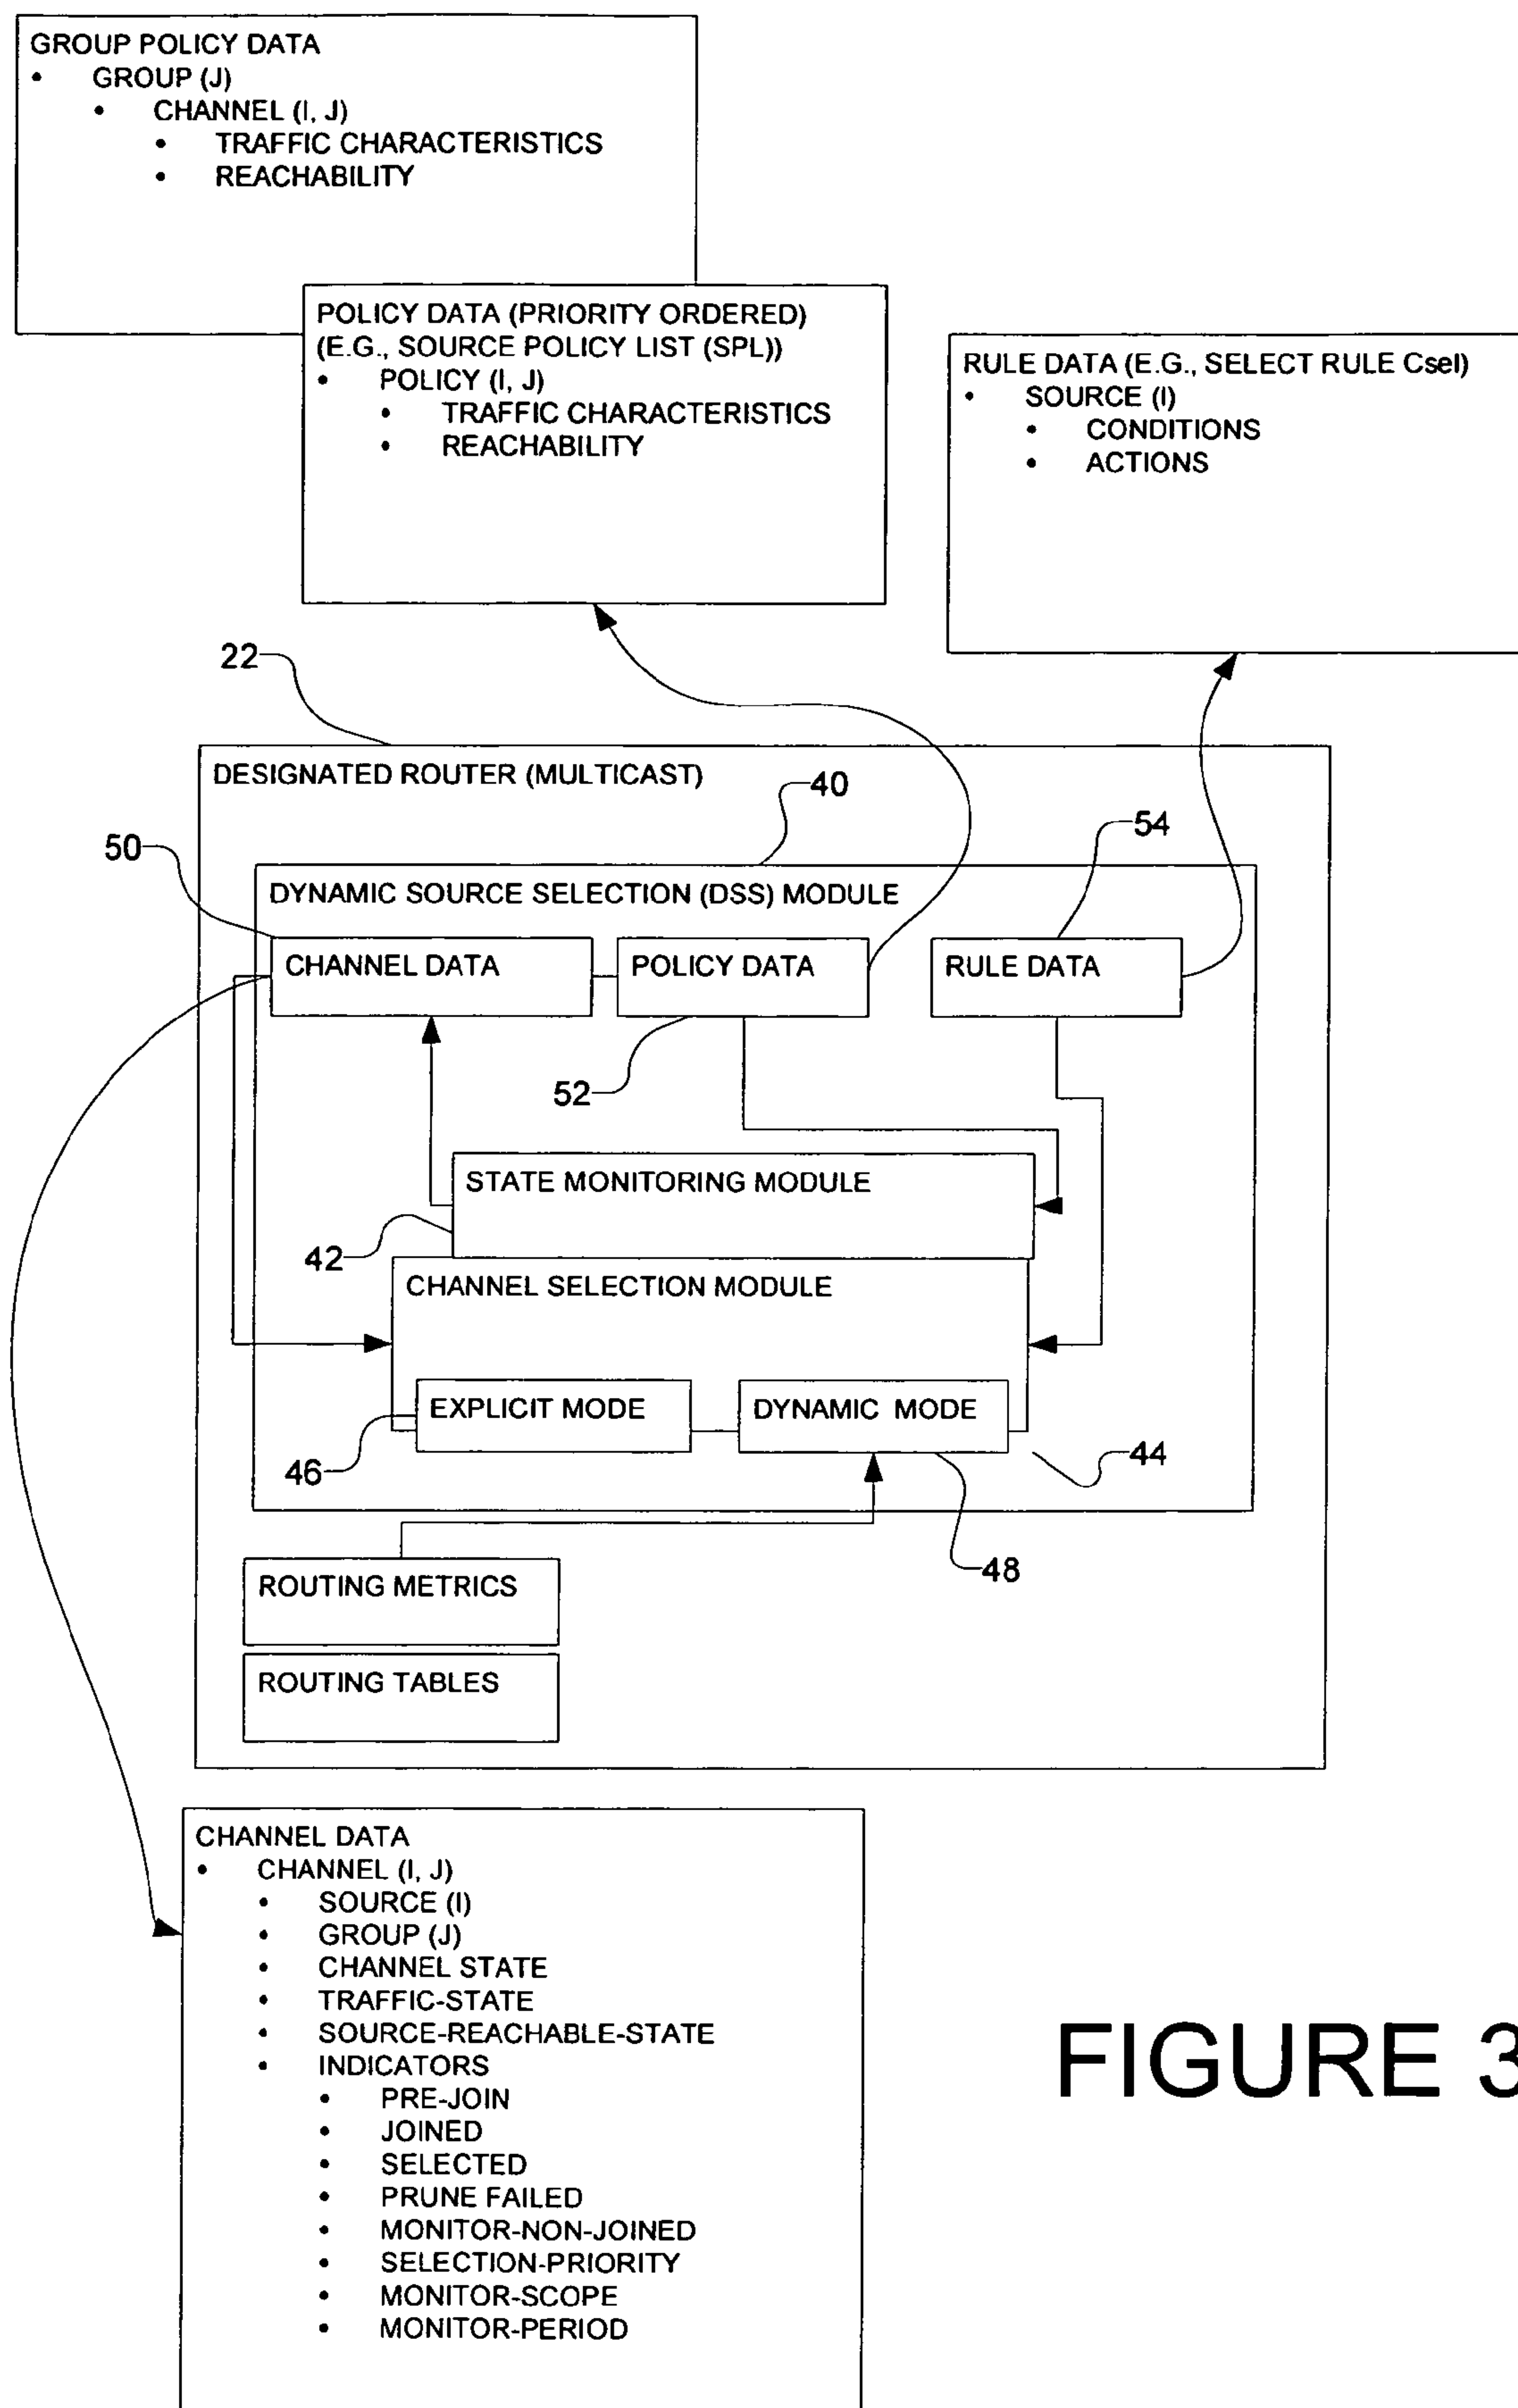 GROUP POLICY DATA
• GROUP (J)
• CHANNEL (I, J)
• TRAFFIC CHARACTERISTICS
• REACHABILITY
POLICY DATA (PRIORITY ORDERED)
(E.G., SOURCE POLICY LIST (SPL))
• POLICY (I, J)
• TRAFFIC CHARACTERISTICS
• REACHABILITY
RULE DATA (E.G., SELECT RULE Csel)
• SOURCE (I)
• CONDITIONS
• ACTIONS
22
DESIGNATED ROUTER (MULTICAST)
40
54
50
DYNAMIC SOURCE SELECTION (DSS) MODULE
CHANNEL DATA
POLICY DATA
RULE DATA
52
STATE MONITORING MODULE
42
CHANNEL SELECTION MODULE
EXPLICIT MODE
DYNAMIC MODE
46
44
48
ROUTING METRICS
ROUTING TABLES
CHANNEL DATA
• CHANNEL (I, J)
• SOURCE (I)
• GROUP (J)
• CHANNEL STATE
• TRAFFIC-STATE
• SOURCE-REACHABLE-STATE
• INDICATORS
• PRE-JOIN
• JOINED
• SELECTED
• PRUNE FAILED
• MONITOR-NON-JOINED
• SELECTION-PRIORITY
• MONITOR-SCOPE
• MONITOR-PERIOD
FIGURE 3